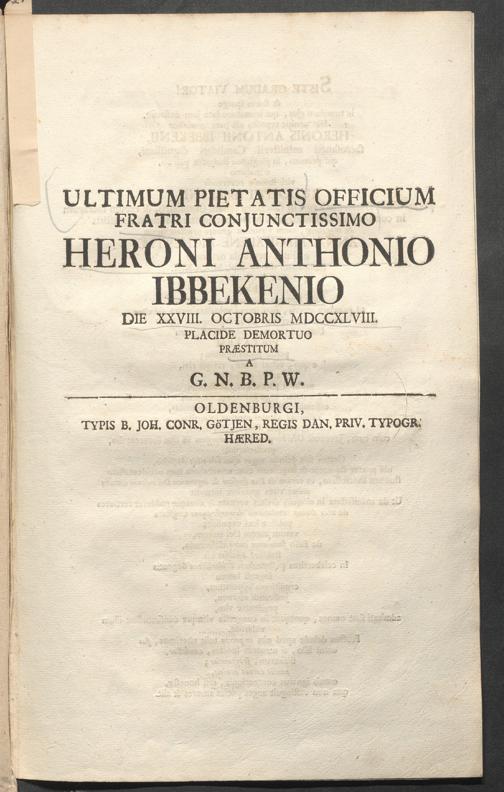 ULTIMUM PIETATIS OFFICIUM
FRATRI CONJUNCTISSIMO
HERONI ANTHONIO
IBBEKENIO
DIE XXVIII. OCTOBRIS MDCCXLVIII.
PLACIDE DEMORTUO
PRÆSTITUM
A
G. N. B. P. W.
OLDENBURGI,
TYPIS B. JOH. CONR. GöTJEN, REGIS DAN. PRIV. TYPOGR.
HÆRED.